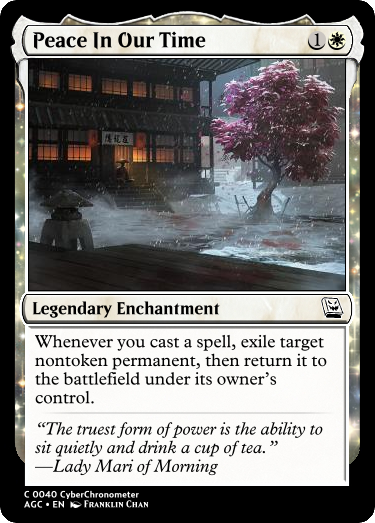 Peace In Our Time
1
Legendary Enchantment
Whenever you cast a spell, exile target
nontoken permanent, then return it to
the battlefield under its owner's
control.
“The truest form of power is the ability to
sit quietly and drink a cup of tea.”
—Lady Mari of Morning
C 0040 CyberChronometer
AGC • EN Franklin Chan